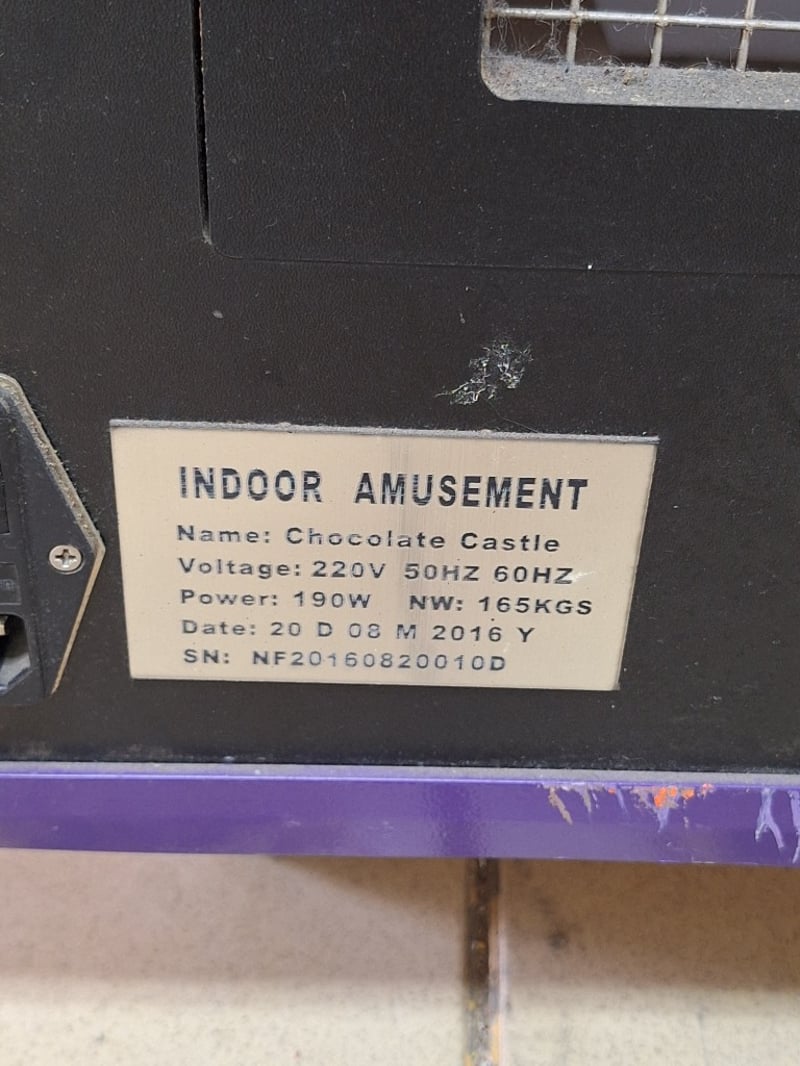 INDOOR AMUSEMENT
Name: Chocolate Castle
Voltage: 220V 50HZ 60HZ
Power: 190W NW: 165KGS
Date: 20 D 08 M 2016 Y
SN: NF20160820010D